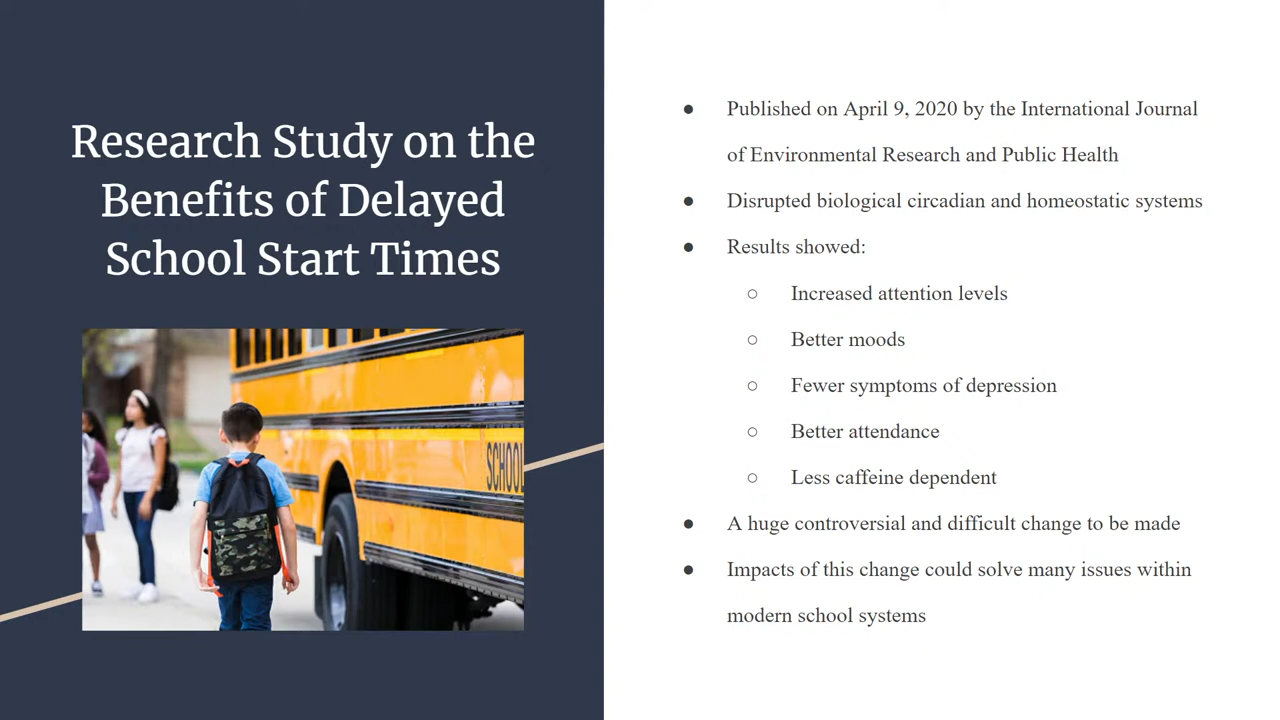 Research Study on the
Benefits of Delayed
School Start Times
SCHOOL
● Published on April 9, 2020 by the International Journal
of Environmental Research and Public Health
● Disrupted biological circadian and homeostatic systems
● Results showed:
○ Increased attention levels
○ Better moods
○ Fewer symptoms of depression
○ Better attendance
○ Less caffeine dependent
● A huge controversial and difficult change to be made
● Impacts of this change could solve many issues within
modern school systems